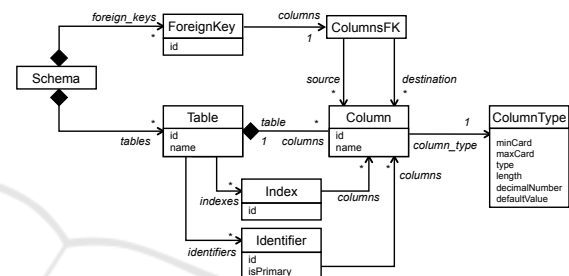 foreign_keys
ForeignKey
columns
ColumnsFK
*
id
1
Schema
source
destination
*
*
*
Table
table
*
Column
1
ColumnType
tables
id
1
columns
id
column_type
name
name
minCard
maxCard
type
length
decimalNumber
defaultValue
*
Index
*
*
columns
indexes
id
columns
*
Identifier
identifiers
id
isPrimary